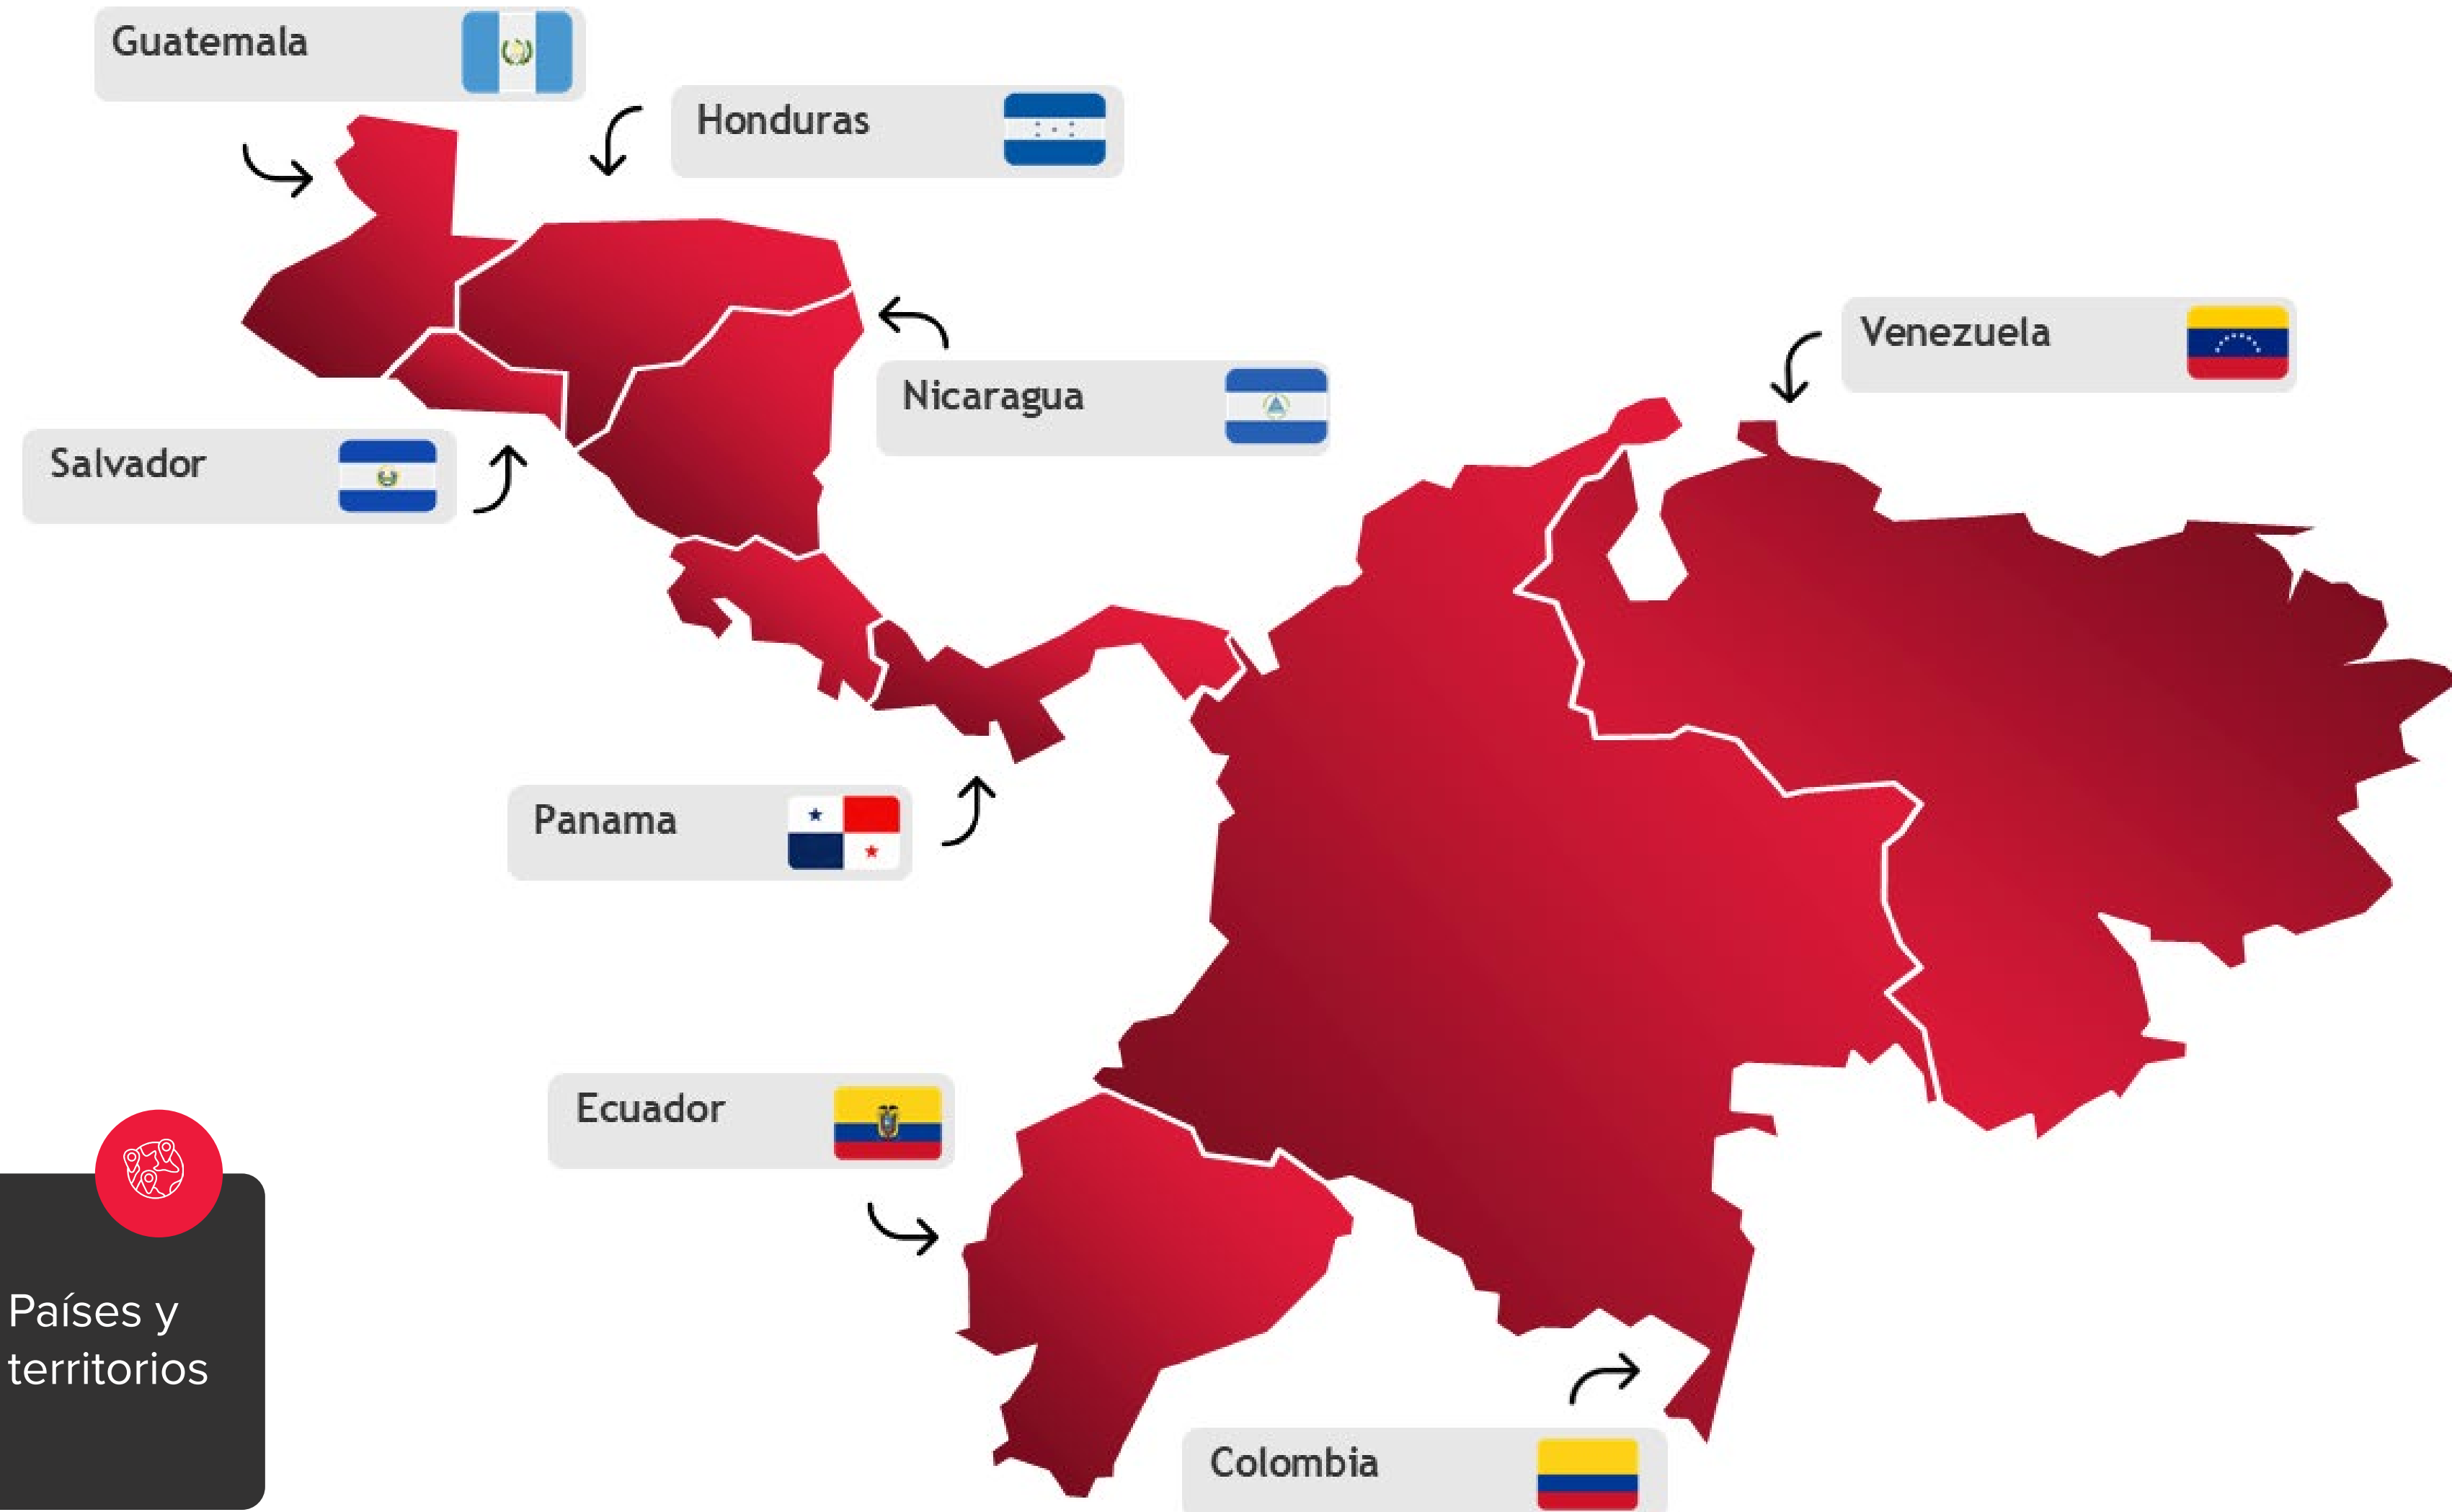 Guatemala
Honduras
Venezuela
Nicaragua
Salvador
Panama
Ecuador
Países y
territorios
Colombia